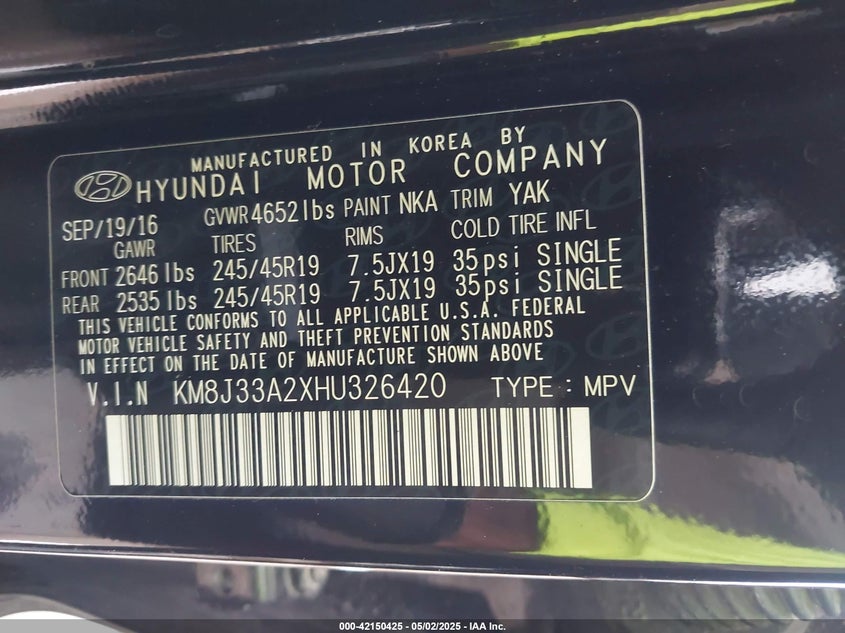 MANUFACTURED IN KOREA BY
HYUNDAI MOTOR COMPANY
SEP/19/16 GVWR 4652 lbs PAINT NKA TRIM YAK
GAWR TIRES RIMS COLD TIRE INFL
FRONT 2646 lbs 245/45R19 7.5JX19 35psi SINGLE
REAR 2535 lbs 245/45R19 7.5JX19 35psi SINGLE
THIS VEHICLE CONFORMS TO ALL APPLICABLE U.S.A. FEDERAL
MOTOR VEHICLE SAFETY AND THEFT PREVENTION STANDARDS
IN EFFECT ON THE DATE OF MANUFACTURE SHOWN ABOVE
V.I.N KM8J33A2XHU326420 TYPE : MPV
000-42150425 - 05/02/2025 - IAA Inc.